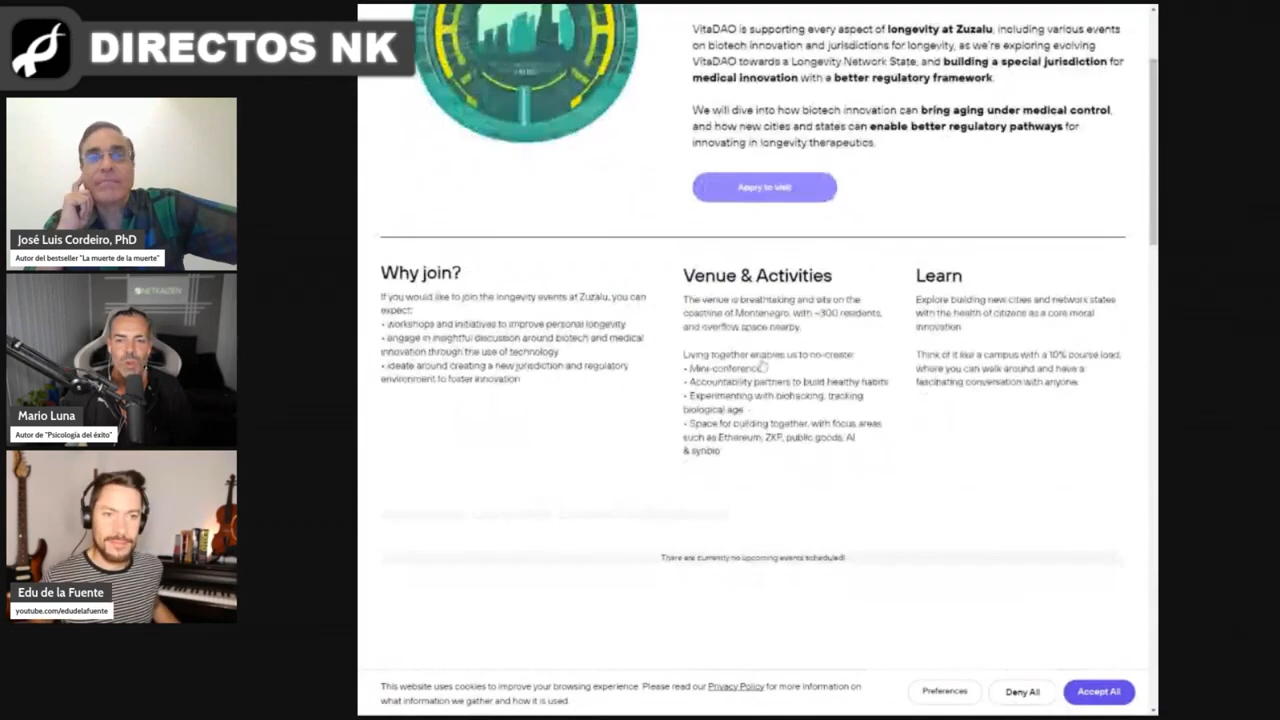 DIRECTOS NK
José Luis Cordeiro, PhD
Autor del bestseller "La muerte de la muerte"
NETKAIZEN
Mario Luna
Autor de "Psicología del éxito"
Edu de la Fuente
youtube.com/edudelafuente
VitaDAO is supporting every aspect of longevity at Zuzalu, including various events
on biotech innovation and jurisdictions for longevity, as we're exploring evolving
VitaDAO towards a Longevity Network State, and building a special jurisdiction for
medical innovation with a better regulatory framework.
We will dive into how biotech innovation can bring aging under medical control,
and how new cities and states can enable better regulatory pathways for
innovating in longevity therapeutics.
Apply to visit
Why join?
If you would like to join the longevity events at Zuzalu, you can
expect:
• workshops and initiatives to improve personal longevity
• engage in insightful discussion around biotech and medical
innovation through the use of technology
• ideate around creating a new jurisdiction and regulatory
environment to foster innovation
Venue & Activities
The venue is breathtaking and sits on the
coastline of Montenegro, with ~300 residents,
and overflow space nearby.
Living together enables us to co-create:
• Mini-conferences
• Accountability partners to build healthy habits
• Experimenting with biohacking, tracking
biological age
• Space for building together, with focus areas
such as Ethereum, ZKP, public goods, AI
& synbio
Learn
Explore building new cities and network states
with the health of citizens as a core moral
innovation
Think of it like a campus with a 10% course load,
where you can walk around and have a
fascinating conversation with anyone.
There are currently no upcoming events scheduled!
This website uses cookies to improve your browsing experience. Please read our Privacy Policy for more information on
what information we gather and how it is used.
Preferences
Deny All
Accept All